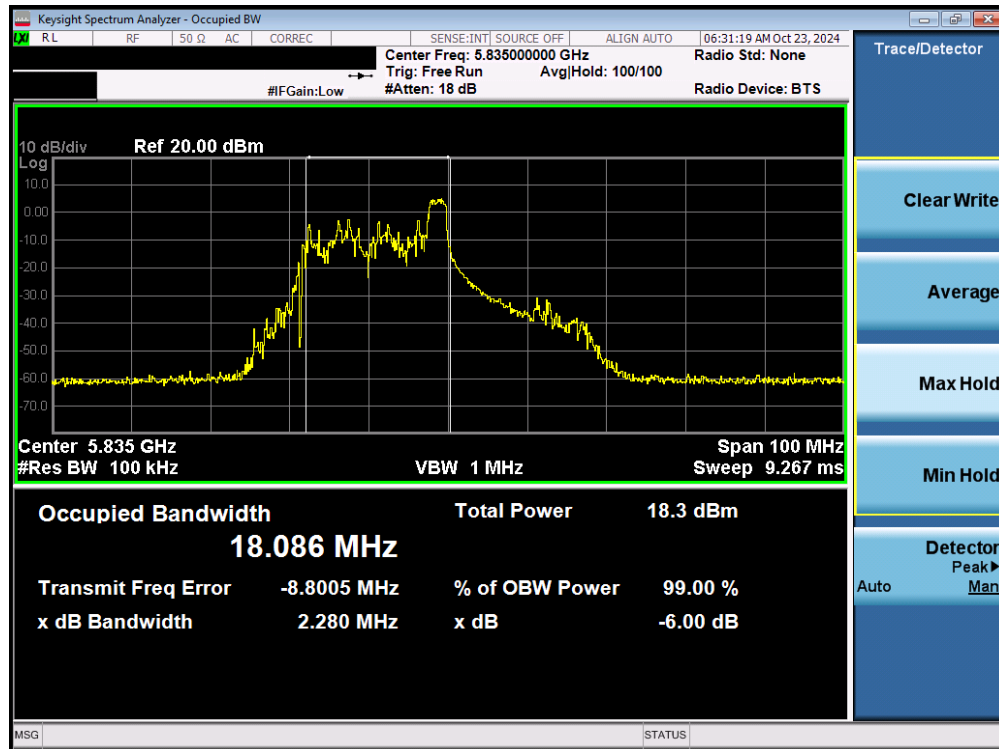 Keysight Spectrum Analyzer - Occupied BW
LXI RL RF 50 Ω AC CORREC SENSE:INT SOURCE OFF ALIGN AUTO 06:31:19 AM Oct 23, 2024
Center Freq: 5.835000000 GHz Radio Std: None
Trig: Free Run Avg|Hold: 100/100
#IFGain:Low #Atten: 18 dB Radio Device: BTS
Trace/Detector
10 dB/div Ref 20.00 dBm
Log
10.0
0.00
-10.0
-20.0
-30.0
-40.0
-50.0
-60.0
-70.0
Center 5.835 GHz Span 100 MHz
#Res BW 100 kHz VBW 1 MHz Sweep 9.267 ms
Occupied Bandwidth Total Power 18.3 dBm
18.086 MHz
Transmit Freq Error -8.8005 MHz % of OBW Power 99.00 %
x dB Bandwidth 2.280 MHz x dB -6.00 dB
Clear Write
Average
Max Hold
Min Hold
Detector
Peak▶
Auto Man
MSG STATUS